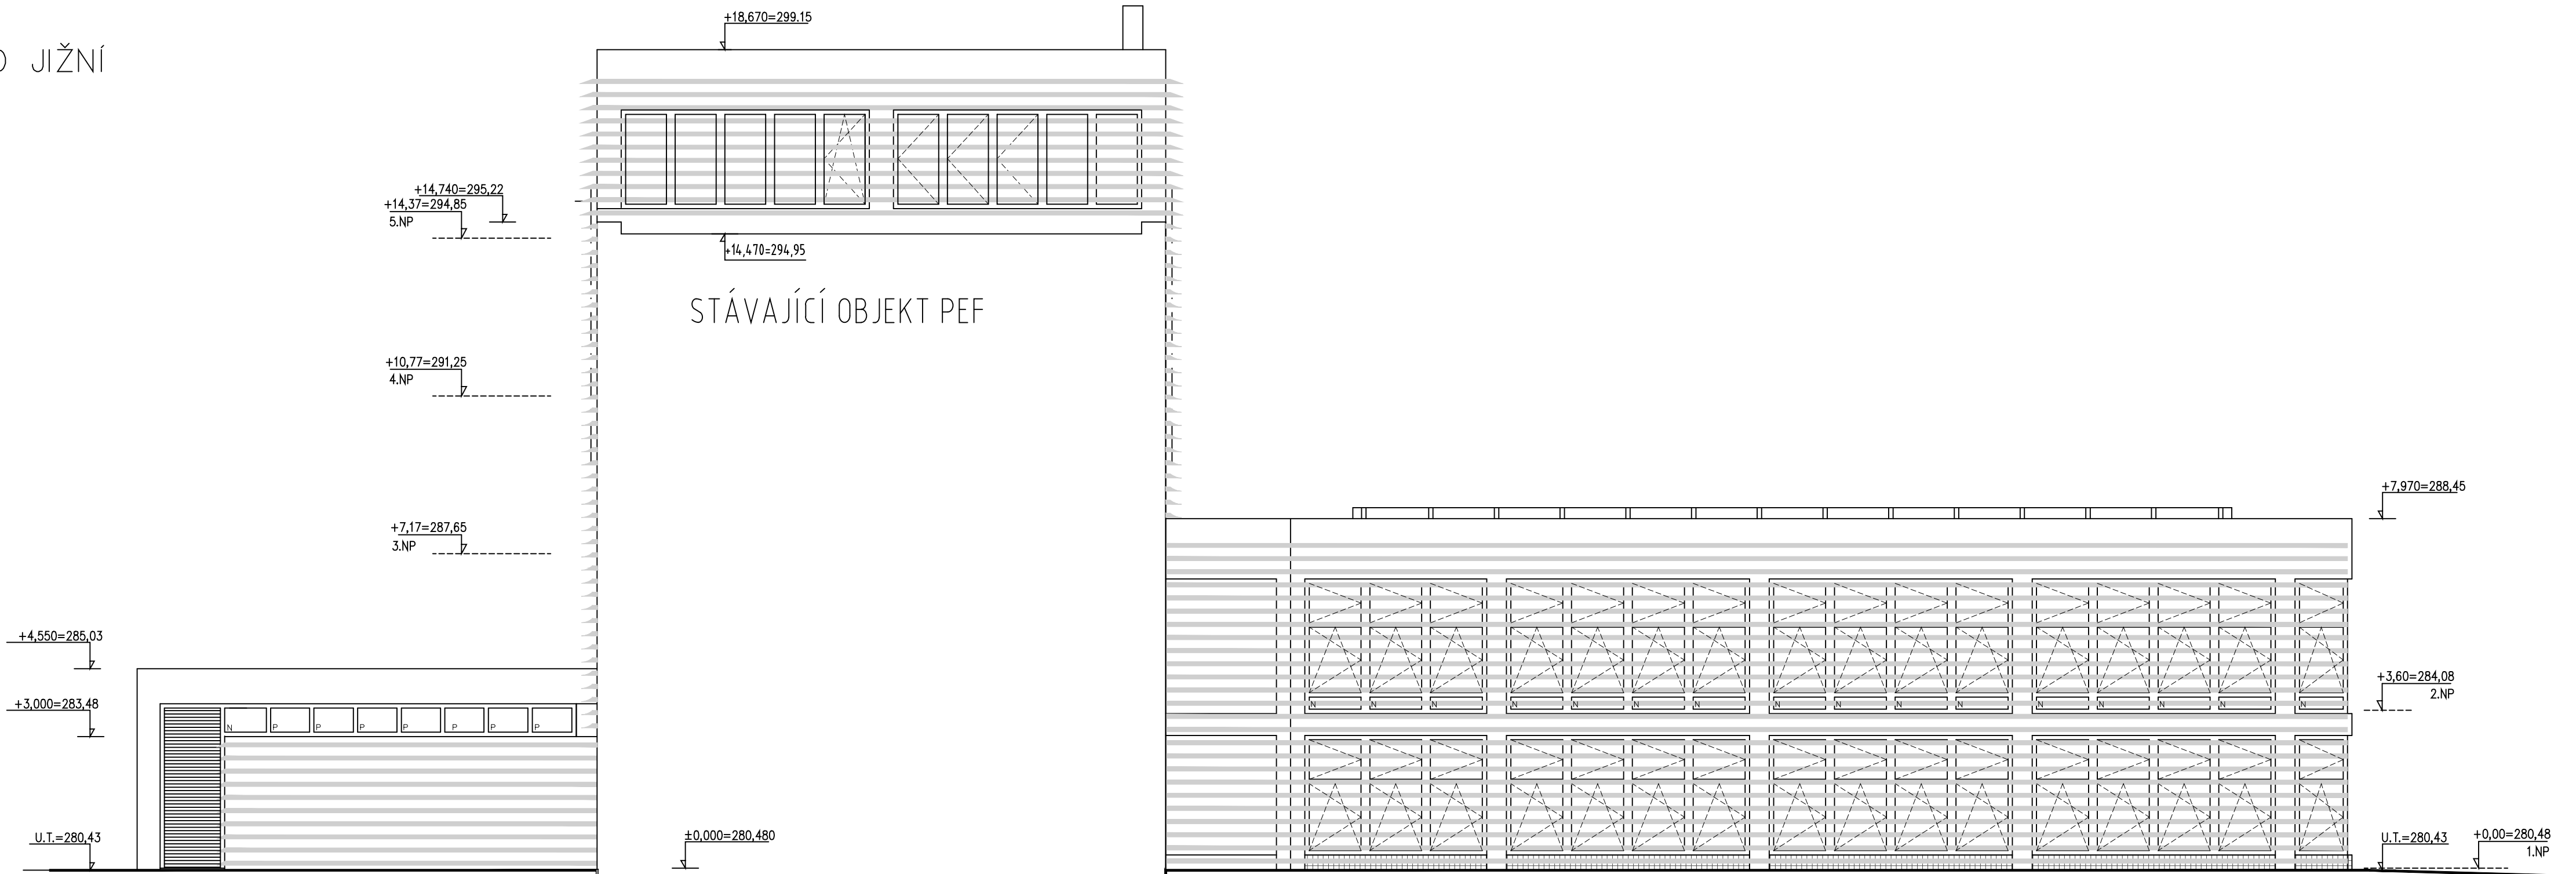 +18,670=299.15
JIŽNÍ
+14,740=295,22
+14,37=294,85
5.NP
+14,470=294,95
STÁVAJÍCÍ OBJEKT PEF
+10,77=291,25
4.NP
+7,970=288,45
+7,17=287,65
3.NP
+4,550=285,03
+3,60=284,08
2.NP
+3,000=283,48
N N N N N N N N N N N N N N N N
N P P P P P P P
U.T.=280,43
±0,000=280,480
U.T.=280,43
+0,00=280,48
1.NP